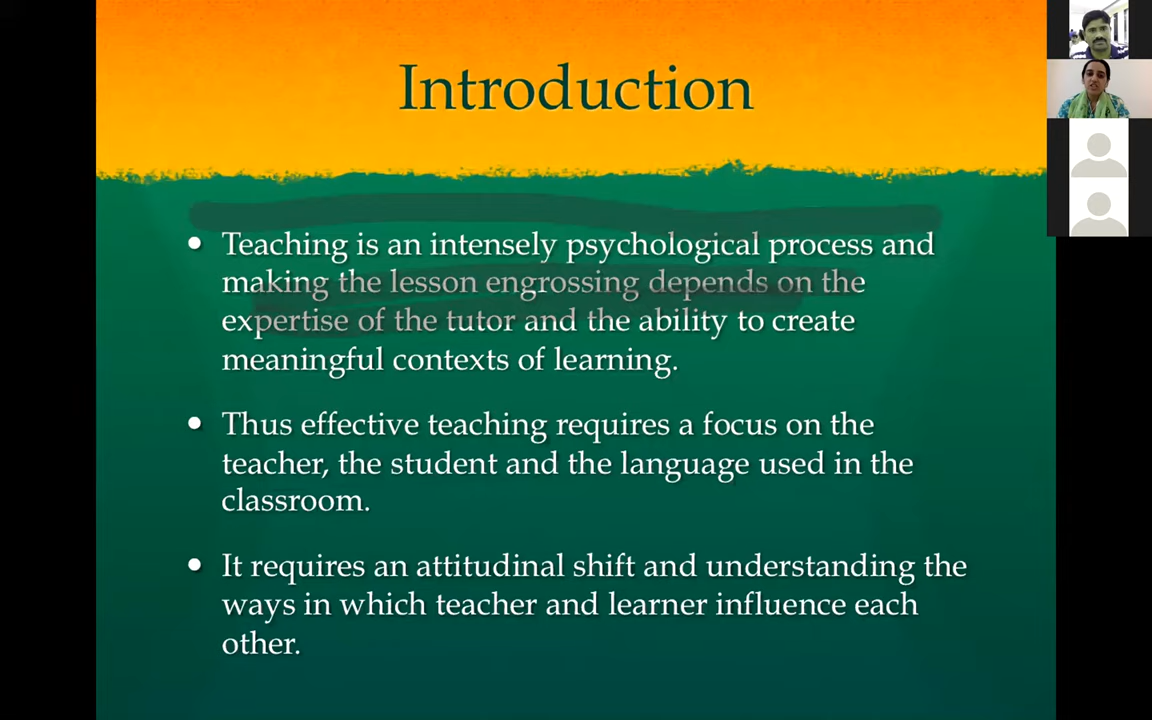 Introduction
• Teaching is an intensely psychological process and
making the lesson engrossing depends on the
expertise of the tutor and the ability to create
meaningful contexts of learning.
• Thus effective teaching requires a focus on the
teacher, the student and the language used in the
classroom.
• It requires an attitudinal shift and understanding the
ways in which teacher and learner influence each
other.